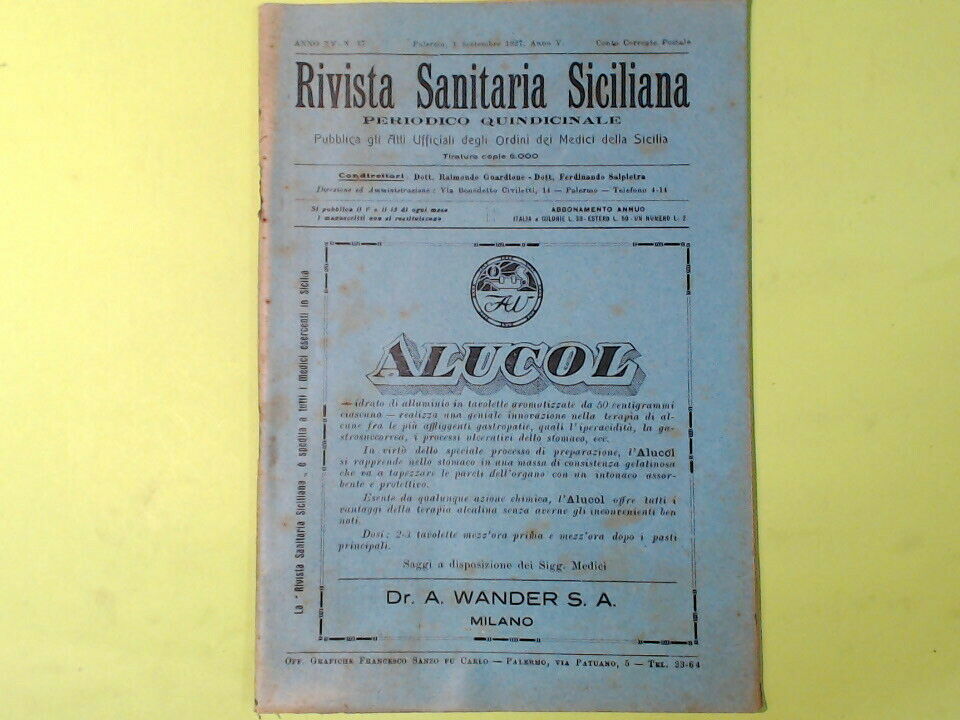 ANNO XV - N. 17 Palermo, 1 Settembre 1927, Anno V. Conto Corrente Postale
Rivista Sanitaria Siciliana
PERIODICO QUINDICINALE
Pubblica gli Atti Ufficiali degli Ordini dei Medici della Sicilia
Tiratura copie 6.000
Condirettori Dott. Raimondo Guardione - Dott. Ferdinando Salpietra
Direzione ed Amministrazione : Via Benedetto Civiletti, 14 — Palermo — Telefono 4-14
Si pubblica il 1° e il 15 di ogni mese
I manoscritti non si restituiscono
ABBONAMENTO ANNUO
ITALIA e COLONIE L. 30 - ESTERO L. 50 - UN NUMERO L. 2
La " Rivista Sanitaria Siciliana „ è spedita a tutti i Medici esercenti in Sicilia
AW
ALUCOL
— idrato di alluminio in tavolette aromatizzate da 50 centigrammi
ciascuna — realizza una geniale innovazione nella terapia di al-
cune fra le più affliggenti gastropatie, quali l'iperacidità, la ga-
strosuccorrea, i processi ulcerativi dello stomaco, ecc.
In virtù dello speciale processo di preparazione, l'Alucol
si rapprende nello stomaco in una massa di consistenza gelatinosa
che va a tapezzare le pareti dell'organo con un intonaco assor-
bente e protettivo.
Esente da qualunque azione chimica, l'Alucol offre tutti i
vantaggi della terapia alcalina senza averne gli inconvenienti ben
noti.
Dosi : 2-3 tavolette mezz'ora prima e mezz'ora dopo i pasti
principali.
Saggi a disposizione dei Sigg. Medici
Dr. A. WANDER S. A.
MILANO
OFF. GRAFICHE FRANCESCO SANZO FU CARLO — PALERMO, VIA PATUANO, 5 — TEL. 23-64